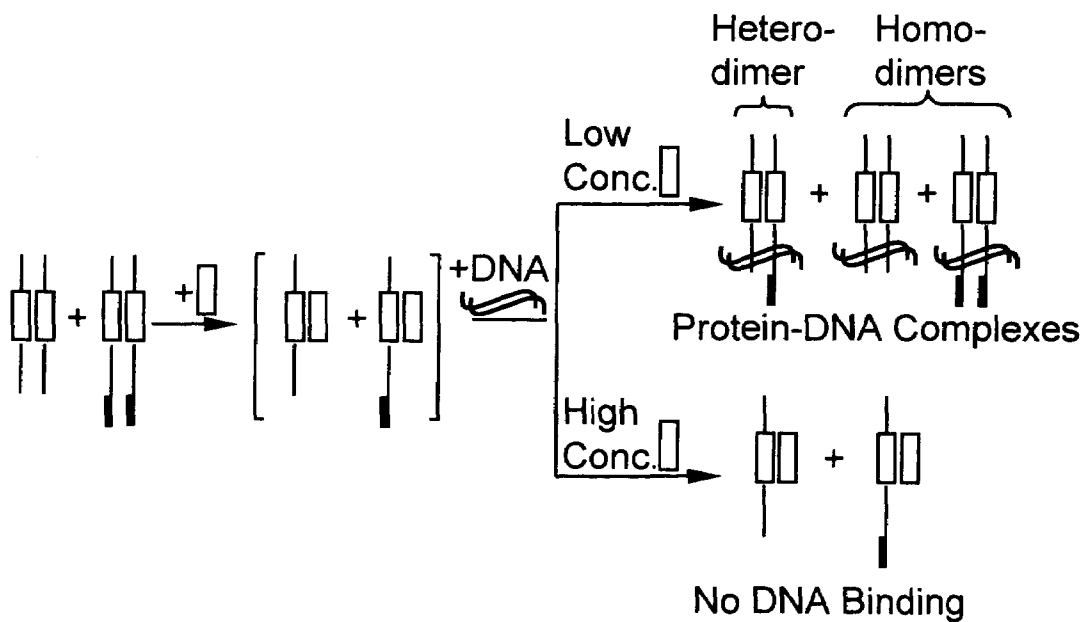 Hetero-
dimer
Homo-
dimers
Low
Conc.
+ +
+ + + +DNA
Protein-DNA Complexes
High
Conc.
+
No DNA Binding